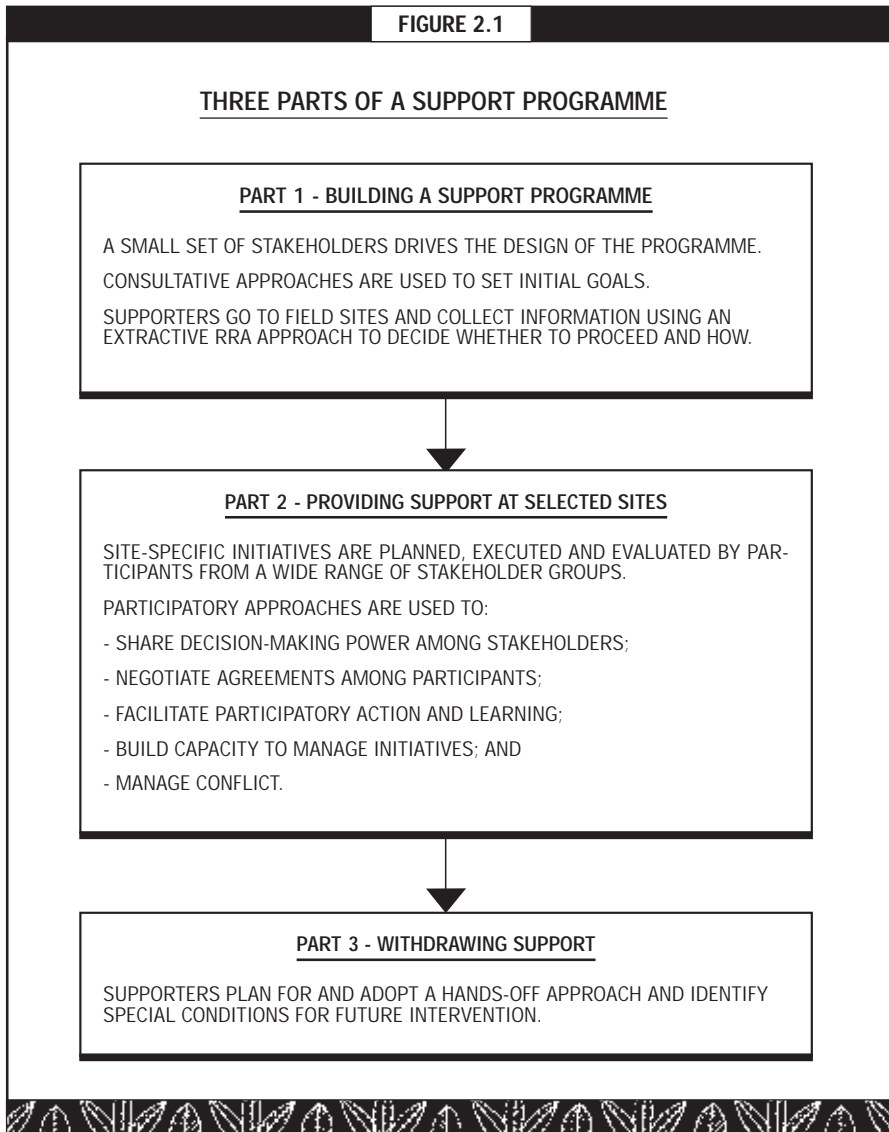 FIGURE 2.1
THREE PARTS OF A SUPPORT PROGRAMME
PART 1 - BUILDING A SUPPORT PROGRAMME
A SMALL SET OF STAKEHOLDERS DRIVES THE DESIGN OF THE PROGRAMME.
CONSULTATIVE APPROACHES ARE USED TO SET INITIAL GOALS.
SUPPORTERS GO TO FIELD SITES AND COLLECT INFORMATION USING AN
EXTRACTIVE RRA APPROACH TO DECIDE WHETHER TO PROCEED AND HOW.
PART 2 - PROVIDING SUPPORT AT SELECTED SITES
SITE-SPECIFIC INITIATIVES ARE PLANNED, EXECUTED AND EVALUATED BY PAR-
TICIPANTS FROM A WIDE RANGE OF STAKEHOLDER GROUPS.
PARTICIPATORY APPROACHES ARE USED TO:
- SHARE DECISION-MAKING POWER AMONG STAKEHOLDERS;
- NEGOTIATE AGREEMENTS AMONG PARTICIPANTS;
- FACILITATE PARTICIPATORY ACTION AND LEARNING;
- BUILD CAPACITY TO MANAGE INITIATIVES; AND
- MANAGE CONFLICT.
PART 3 - WITHDRAWING SUPPORT
SUPPORTERS PLAN FOR AND ADOPT A HANDS-OFF APPROACH AND IDENTIFY
SPECIAL CONDITIONS FOR FUTURE INTERVENTION.